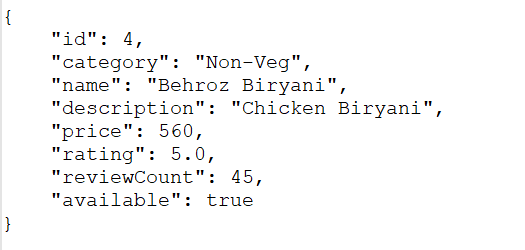 {
    "id": 4,
    "category": "Non-Veg",
    "name": "Behroz Biryani",
    "description": "Chicken Biryani",
    "price": 560,
    "rating": 5.0,
    "reviewCount": 45,
    "available": true
}